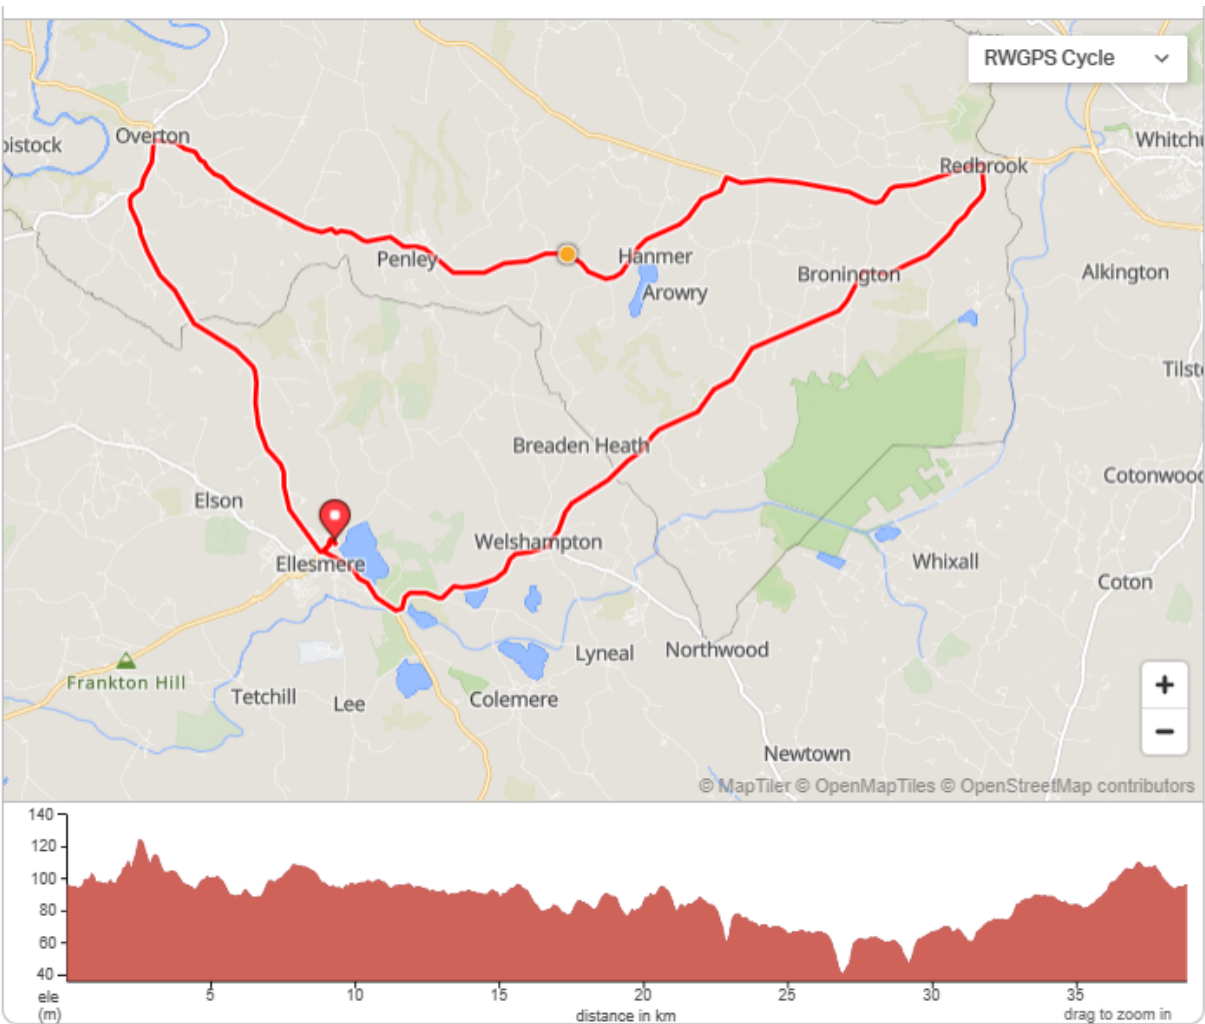 RWGPS Cycle
Overton
oistock
Whitchu
Redbrook
Hanmer
Penley
Bronington
Alkington
Arowry
Tilst
Breaden Heath
Cotonwood
Elson
Welshampton
Ellesmere
Whixall
Coton
Northwood
Lyneal
Frankton Hill
Tetchill
Lee
Colemere
+
Newtown
−
© MapTiler © OpenMapTiles © OpenStreetMap contributors
140
120
100
80
60
40
ele
(m)
5 10 15 20 25 30 35
distance in km
drag to zoom in